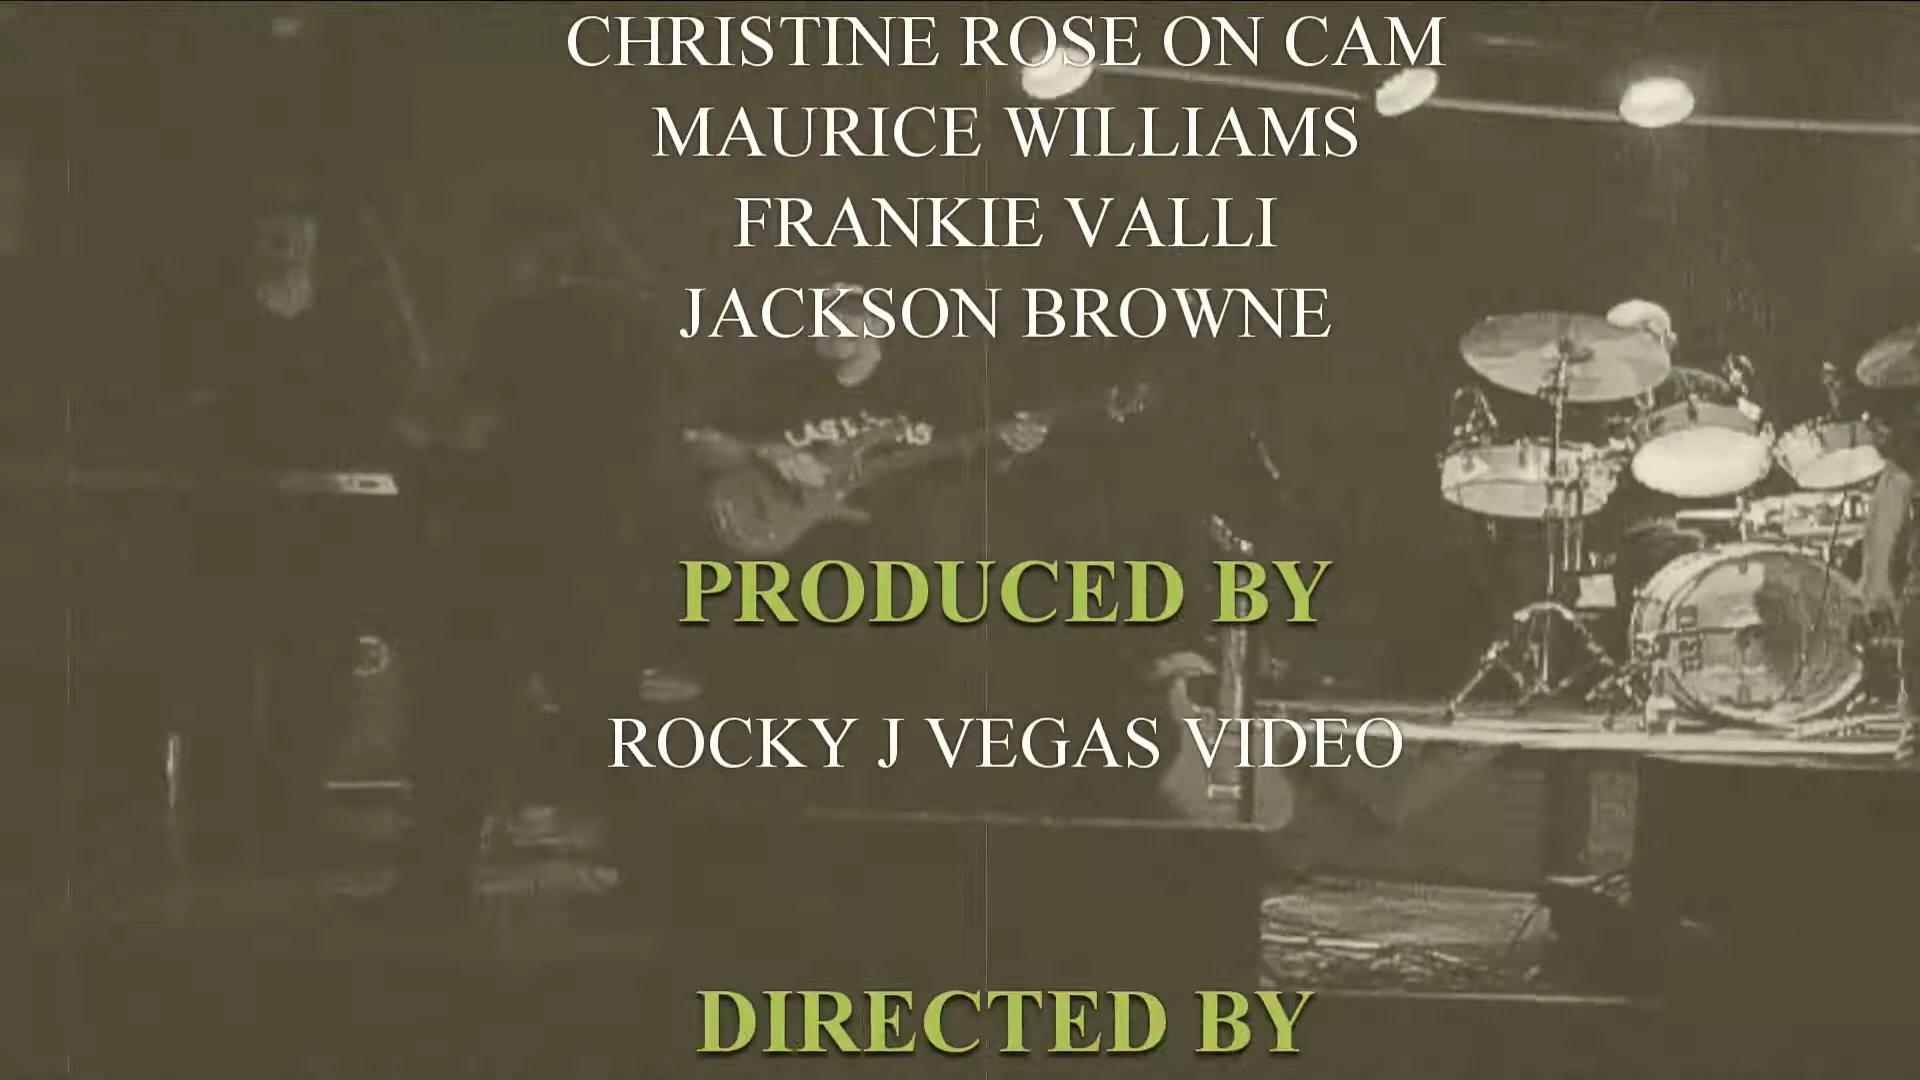 CHRISTINE ROSE ON CAM
MAURICE WILLIAMS
FRANKIE VALLI
JACKSON BROWNE
PRODUCED BY
ROCKY J VEGAS VIDEO
DIRECTED BY